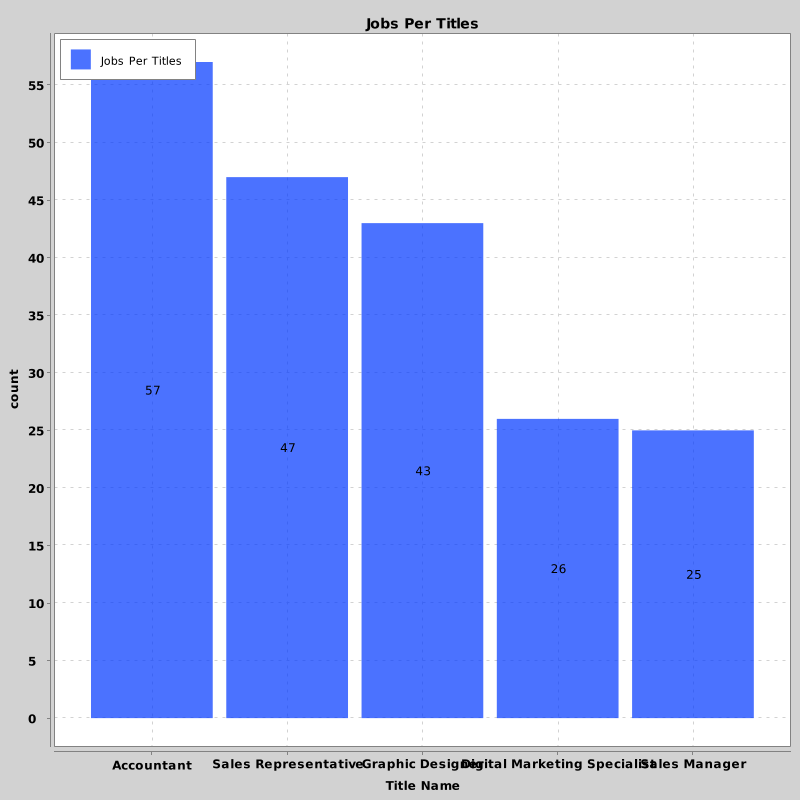 Jobs Per Titles
Jobs Per Titles
55
50
45
40
35
30
25
20
15
10
5
0
count
57
47
43
26
25
Accountant
Sales Representative
Graphic Designer
Digital Marketing Specialist
Sales Manager
Title Name